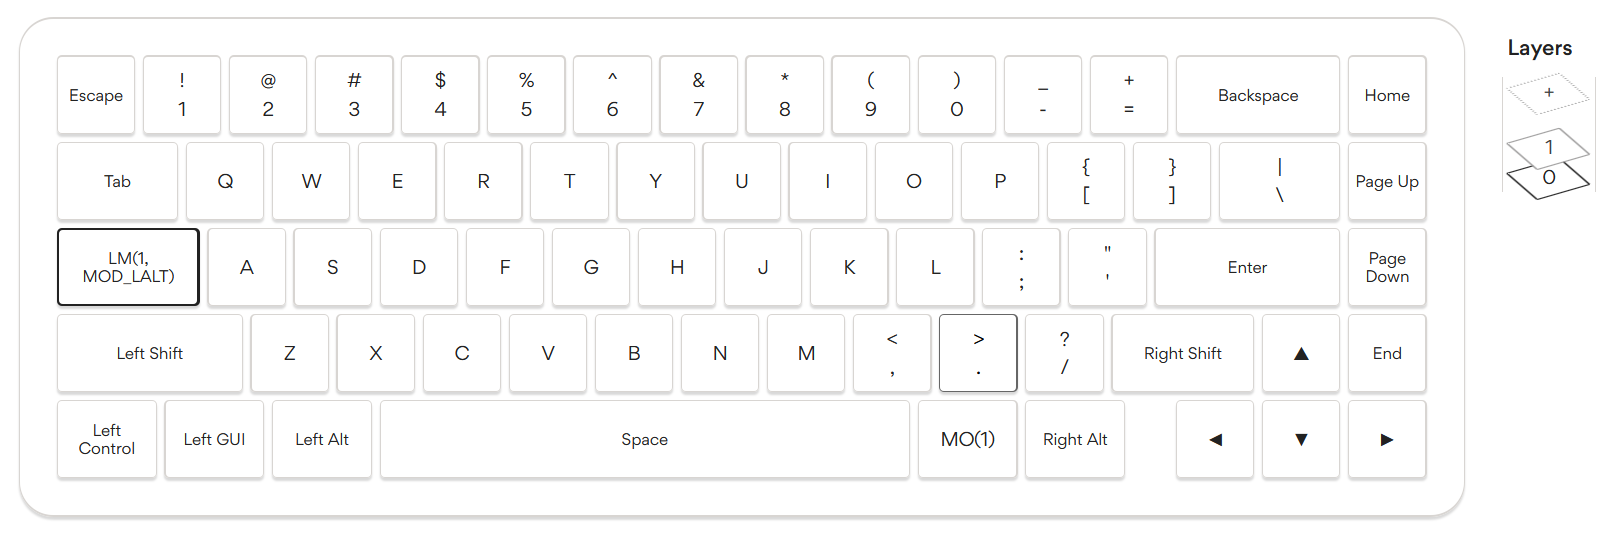 Layers
+
1
0
Escape
! @ # $ % ^ & * ( ) _ +
1 2 3 4 5 6 7 8 9 0 - =
Backspace
Home
Tab
Q W E R T Y U I O P
{ } |
[ ] \
Page Up
LM(1,
MOD_LALT)
A S D F G H J K L
: "
; '
Enter
Page
Down
Left Shift
Z X C V B N M
< > ?
, . /
Right Shift
▲
End
Left
Control
Left GUI
Left Alt
Space
MO(1)
Right Alt
◀ ▼ ▶